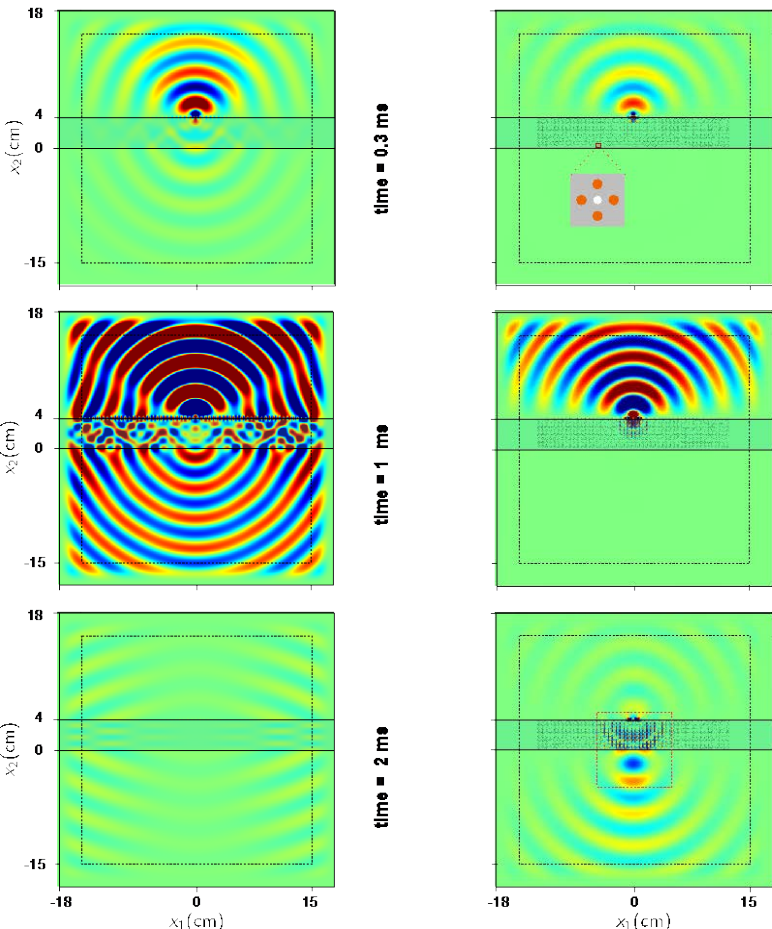 18
4
0
-15
x2(cm)
time = 0.3 ms
18
4
0
-15
x2(cm)
time = 1 ms
18
4
0
-15
x2(cm)
time = 2 ms
-18 0 15
x1(cm)
-18 0 15
x1(cm)